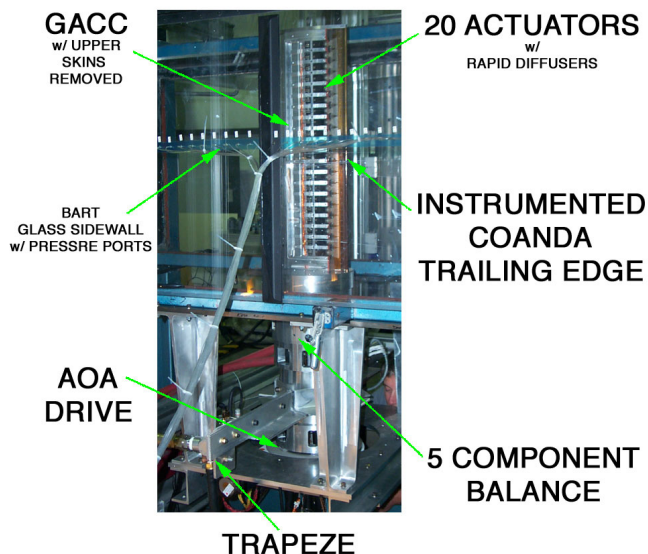 GACC
w/ UPPER
SKINS
REMOVED
20 ACTUATORS
w/
RAPID DIFFUSERS
BART
GLASS SIDEWALL
w/ PRESSRE PORTS
INSTRUMENTED
COANDA
TRAILING EDGE
AOA
DRIVE
5 COMPONENT
BALANCE
TRAPEZE